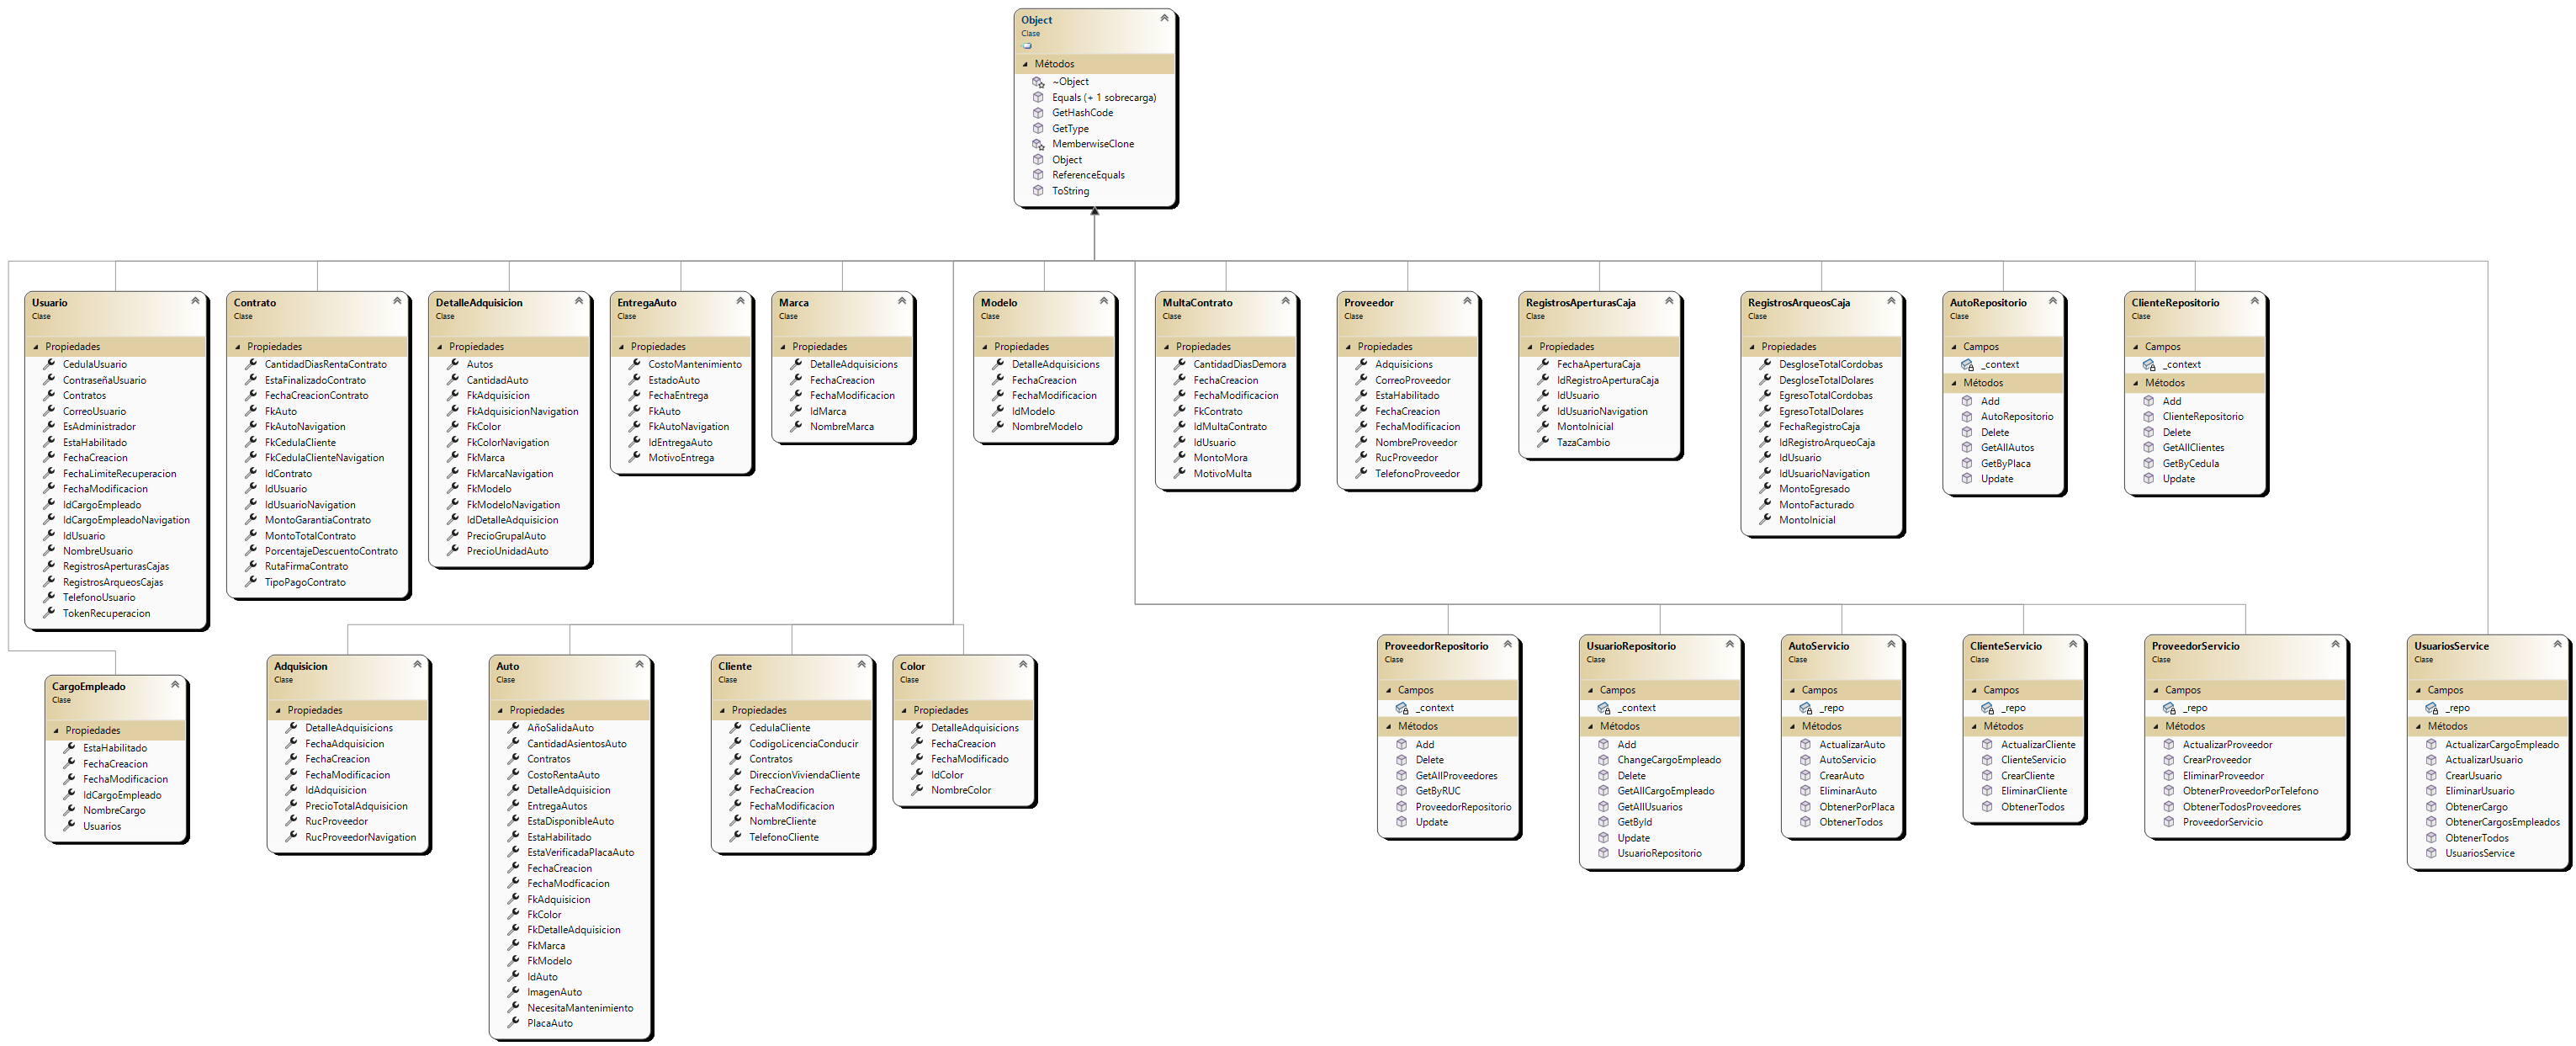 Object
Clase
Métodos
~Object
Equals (+ 1 sobrecarga)
GetHashCode
GetType
MemberwiseClone
Object
ReferenceEquals
ToString
Usuario
Clase
Propiedades
CedulaUsuario
ContraseñaUsuario
Contratos
CorreoUsuario
EsAdministrador
EstaHabilitado
FechaCreacion
FechaLimiteRecuperacion
FechaModificacion
IdCargoEmpleado
IdCargoEmpleadoNavigation
IdUsuario
NombreUsuario
RegistrosAperturasCajas
RegistrosArqueosCajas
TelefonoUsuario
TokenRecuperacion
Contrato
Clase
Propiedades
CantidadDiasRentaContrato
EstaFinalizadoContrato
FechaCreacionContrato
FkAuto
FkAutoNavigation
FkCedulaCliente
FkCedulaClienteNavigation
IdContrato
IdUsuario
IdUsuarioNavigation
MontoGarantiaContrato
MontoTotalContrato
PorcentajeDescuentoContrato
RutaFirmaContrato
TipoPagoContrato
DetalleAdquisicion
Clase
Propiedades
Autos
CantidadAuto
FkAdquisicion
FkAdquisicionNavigation
FkColor
FkColorNavigation
FkMarca
FkMarcaNavigation
FkModelo
FkModeloNavigation
IdDetalleAdquisicion
PrecioGrupalAuto
PrecioUnidadAuto
EntregaAuto
Clase
Propiedades
CostoMantenimiento
EstadoAuto
FechaEntrega
FkAuto
FkAutoNavigation
IdEntregaAuto
MotivoEntrega
Marca
Clase
Propiedades
DetalleAdquisicions
FechaCreacion
FechaModificacion
IdMarca
NombreMarca
Modelo
Clase
Propiedades
DetalleAdquisicions
FechaCreacion
FechaModificacion
IdModelo
NombreModelo
MultaContrato
Clase
Propiedades
CantidadDiasDemora
FechaCreacion
FechaModificacion
FkContrato
IdMultaContrato
IdUsuario
MontoMora
MotivoMulta
Proveedor
Clase
Propiedades
Adquisicions
CorreoProveedor
EstaHabilitado
FechaCreacion
FechaModificacion
NombreProveedor
RucProveedor
TelefonoProveedor
RegistrosAperturasCaja
Clase
Propiedades
FechaAperturaCaja
IdRegistroAperturaCaja
IdUsuario
IdUsuarioNavigation
MontoInicial
TazaCambio
RegistrosArqueosCaja
Clase
Propiedades
DesgloseTotalCordobas
DesgloseTotalDolares
EgresoTotalCordobas
EgresoTotalDolares
FechaRegistroCaja
IdRegistroArqueoCaja
IdUsuario
IdUsuarioNavigation
MontoEgresado
MontoFacturado
MontoInicial
AutoRepositorio
Clase
Campos
_context
Métodos
Add
AutoRepositorio
Delete
GetAllAutos
GetByPlaca
Update
ClienteRepositorio
Clase
Campos
_context
Métodos
Add
ClienteRepositorio
Delete
GetAllClientes
GetByCedula
Update
CargoEmpleado
Clase
Propiedades
EstaHabilitado
FechaCreacion
FechaModificacion
IdCargoEmpleado
NombreCargo
Usuarios
Adquisicion
Clase
Propiedades
DetalleAdquisicions
FechaAdquisicion
FechaCreacion
FechaModificacion
IdAdquisicion
PrecioTotalAdquisicion
RucProveedor
RucProveedorNavigation
Auto
Clase
Propiedades
AñoSalidaAuto
CantidadAsientosAuto
Contratos
CostoRentaAuto
DetalleAdquisicion
EntregaAutos
EstaDisponibleAuto
EstaHabilitado
EstaVerificadaPlacaAuto
FechaCreacion
FechaModficacion
FkAdquisicion
FkColor
FkDetalleAdquisicion
FkMarca
FkModelo
IdAuto
ImagenAuto
NecesitaMantenimiento
PlacaAuto
Cliente
Clase
Propiedades
CedulaCliente
CodigoLicenciaConducir
Contratos
DireccionViviendaCliente
FechaCreacion
FechaModificacion
NombreCliente
TelefonoCliente
Color
Clase
Propiedades
DetalleAdquisicions
FechaCreacion
FechaModificado
IdColor
NombreColor
ProveedorRepositorio
Clase
Campos
_context
Métodos
Add
Delete
GetAllProveedores
GetByRUC
ProveedorRepositorio
Update
UsuarioRepositorio
Clase
Campos
_context
Métodos
Add
ChangeCargoEmpleado
Delete
GetAllCargoEmpleado
GetAllUsuarios
GetById
Update
UsuarioRepositorio
AutoServicio
Clase
Campos
_repo
Métodos
ActualizarAuto
AutoServicio
CrearAuto
EliminarAuto
ObtenerPorPlaca
ObtenerTodos
ClienteServicio
Clase
Campos
_repo
Métodos
ActualizarCliente
ClienteServicio
CrearCliente
EliminarCliente
ObtenerTodos
ProveedorServicio
Clase
Campos
_repo
Métodos
ActualizarProveedor
CrearProveedor
EliminarProveedor
ObtenerProveedorPorTelefono
ObtenerTodosProveedores
ProveedorServicio
UsuariosService
Clase
Campos
_repo
Métodos
ActualizarCargoEmpleado
ActualizarUsuario
CrearUsuario
EliminarUsuario
ObtenerCargo
ObtenerCargosEmpleados
ObtenerTodos
UsuariosService